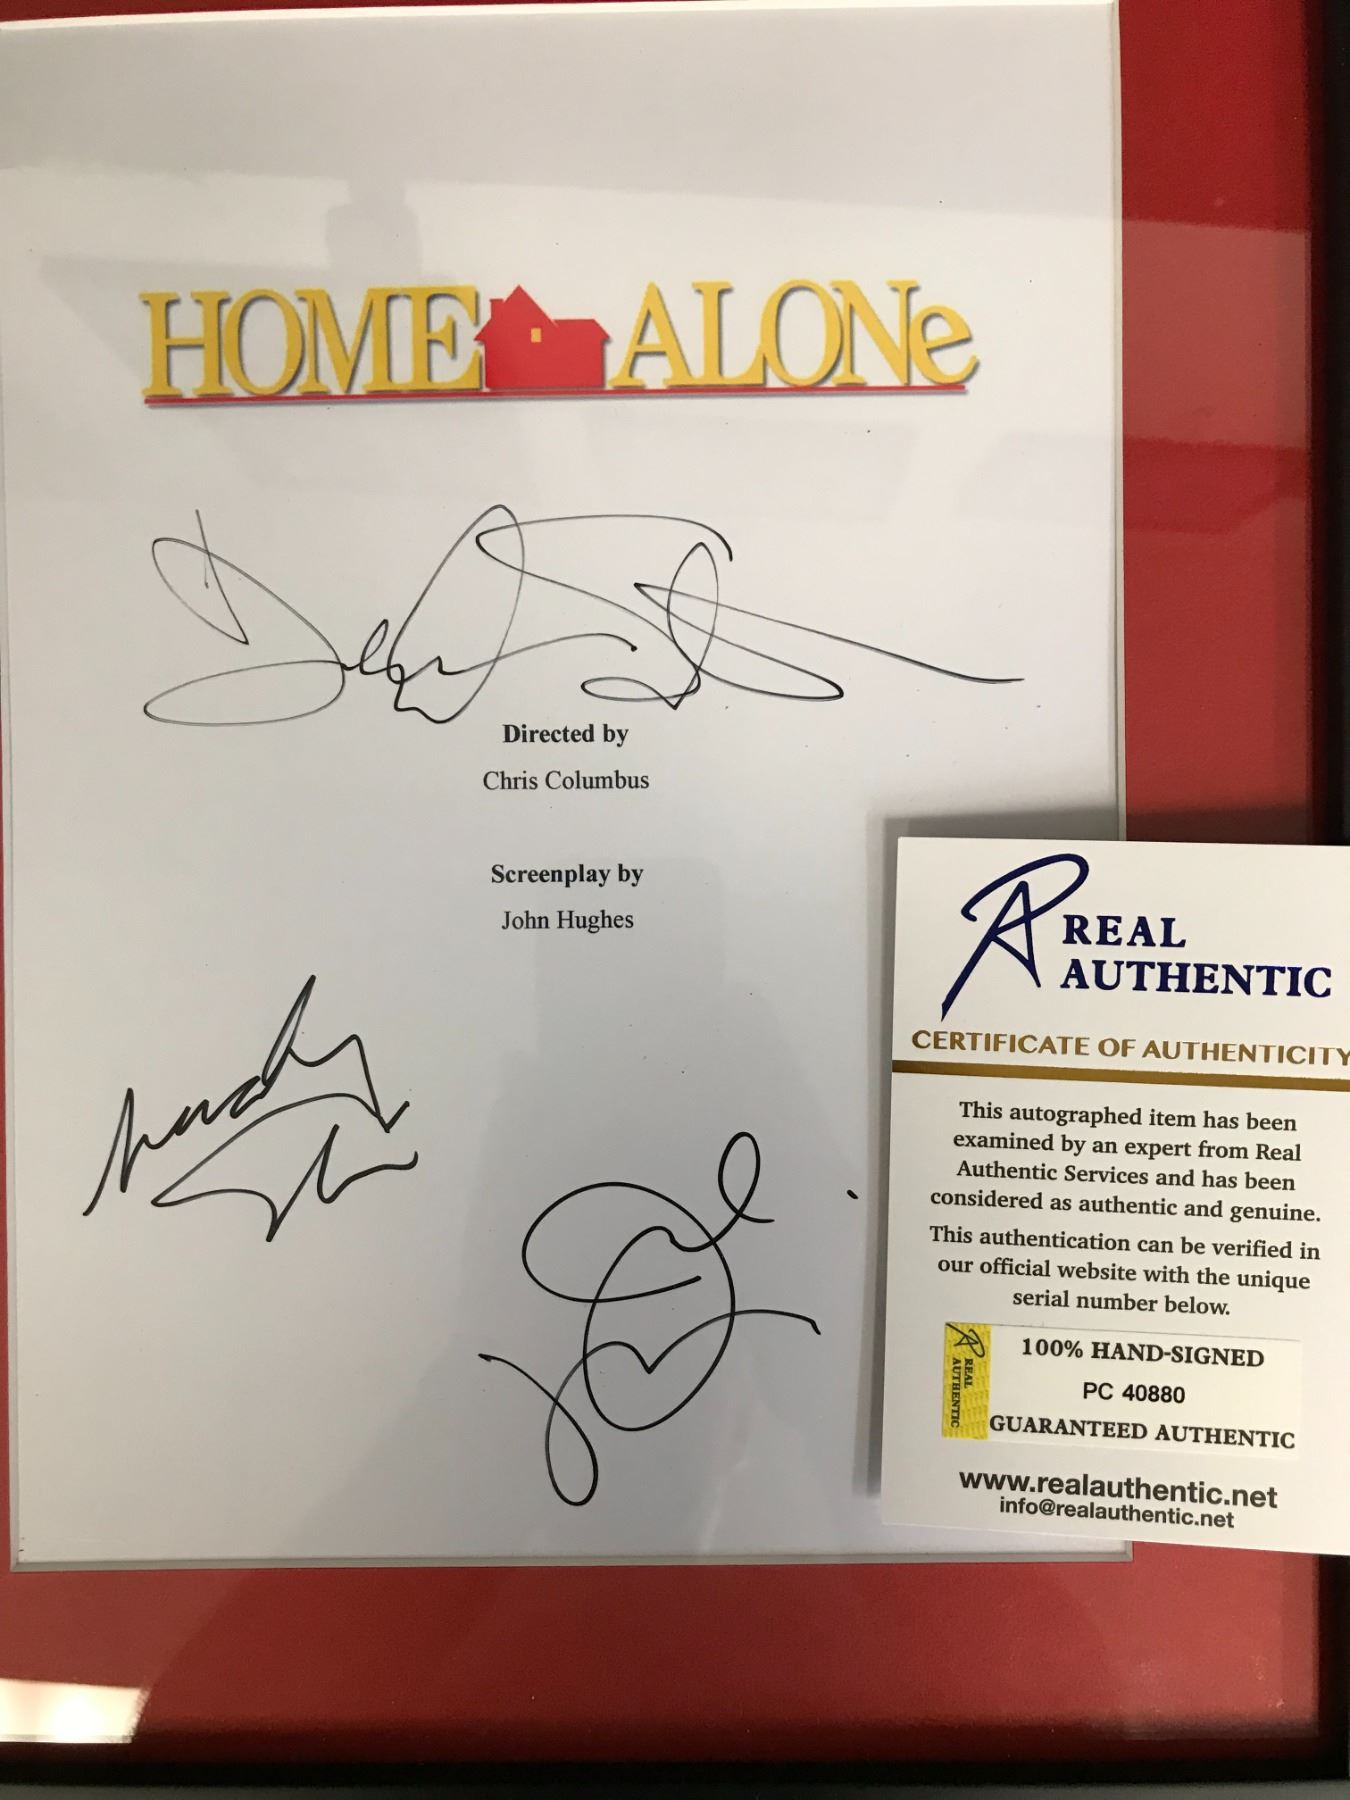 HOME ALONe
Directed by
Chris Columbus
Screenplay by
John Hughes
REAL
AUTHENTIC
CERTIFICATE OF AUTHENTICITY
This autographed item has been
examined by an expert from Real
Authentic Services and has been
considered as authentic and genuine.
This authentication can be verified in
our official website with the unique
serial number below.
REAL
AUTHENTIC
100% HAND-SIGNED
PC 40880
GUARANTEED AUTHENTIC
www.realauthentic.net
info@realauthentic.net